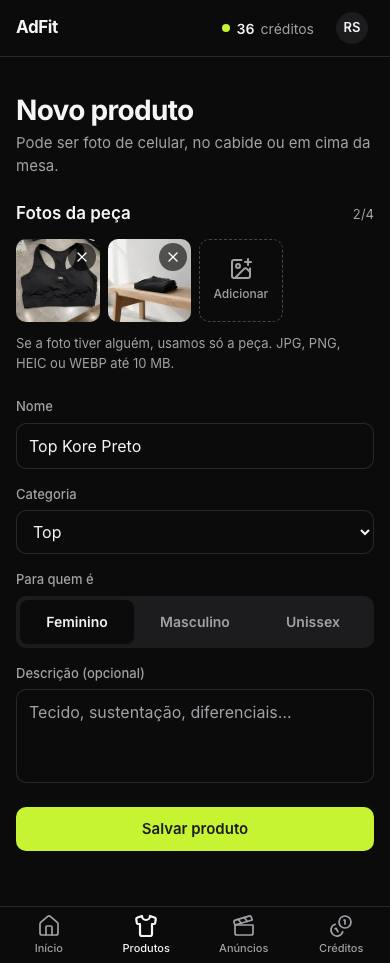 AdFit
36 créditos
RS
Novo produto
Pode ser foto de celular, no cabide ou em cima da
mesa.
Fotos da peça
2/4
Adicionar
Se a foto tiver alguém, usamos só a peça. JPG, PNG,
HEIC ou WEBP até 10 MB.
Nome
Top Kore Preto
Categoria
Top
Para quem é
Feminino
Masculino
Unissex
Descrição (opcional)
Tecido, sustentação, diferenciais...
Salvar produto
Início
Produtos
Anúncios
Créditos